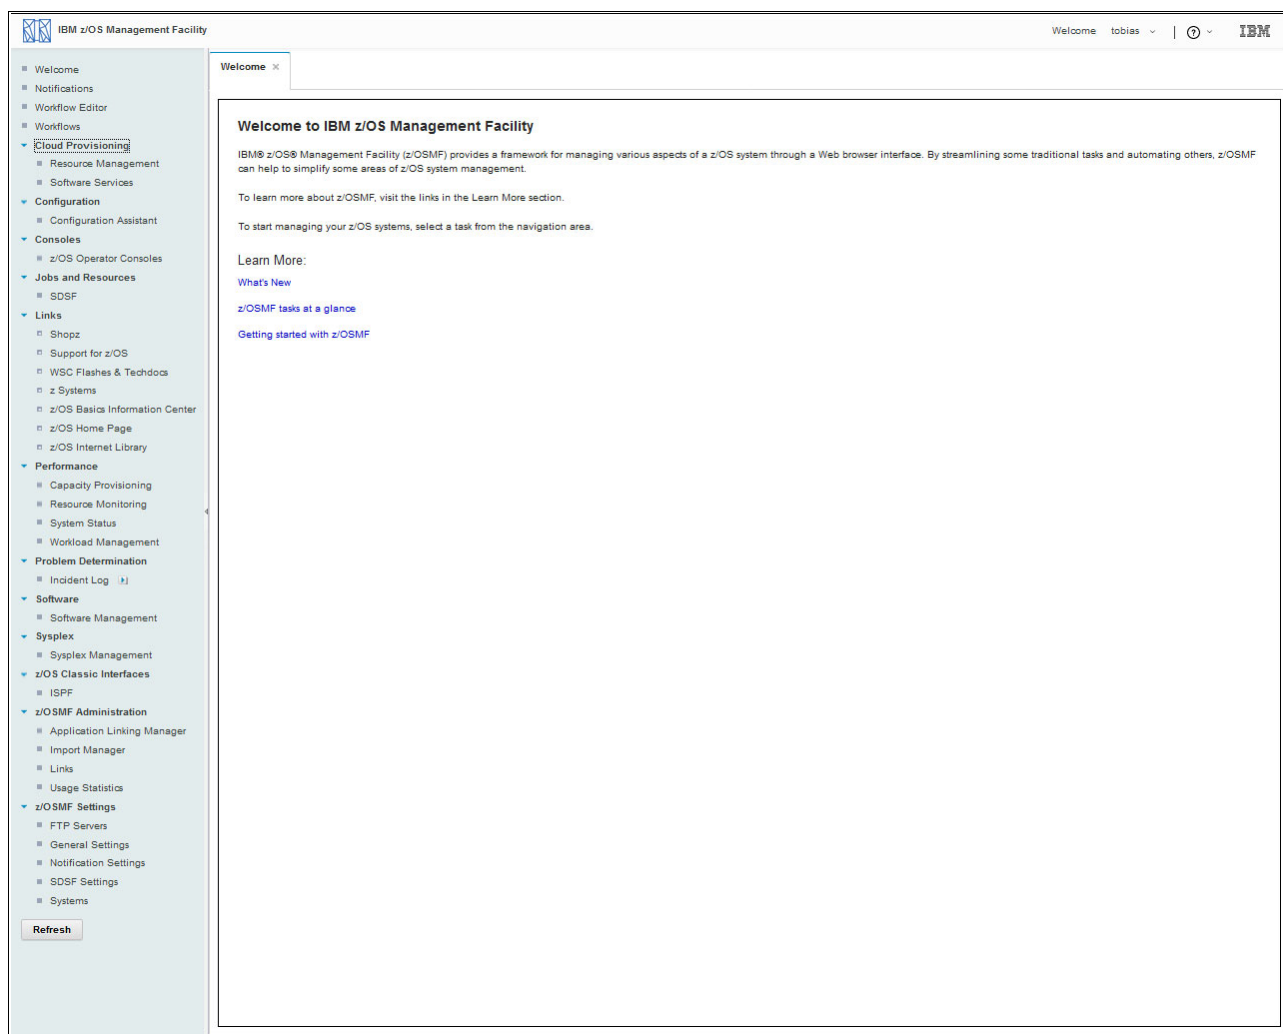 IBM z/OS Management Facility
Welcome tobias
IBM
Welcome
Notifications
Workflow Editor
Workflows
Cloud Provisioning
Resource Management
Software Services
Configuration
Configuration Assistant
Consoles
z/OS Operator Consoles
Jobs and Resources
SDSF
Links
Shopz
Support for z/OS
WSC Flashes & Techdocs
z Systems
z/OS Basics Information Center
z/OS Home Page
z/OS Internet Library
Performance
Capacity Provisioning
Resource Monitoring
System Status
Workload Management
Problem Determination
Incident Log
Software
Software Management
Sysplex
Sysplex Management
z/OS Classic Interfaces
ISPF
z/OSMF Administration
Application Linking Manager
Import Manager
Links
Usage Statistics
z/OSMF Settings
FTP Servers
General Settings
Notification Settings
SDSF Settings
Systems
Refresh
Welcome
Welcome to IBM z/OS Management Facility
IBM® z/OS® Management Facility (z/OSMF) provides a framework for managing various aspects of a z/OS system through a Web browser interface. By streamlining some traditional tasks and automating others, z/OSMF
can help to simplify some areas of z/OS system management.
To learn more about z/OSMF, visit the links in the Learn More section.
To start managing your z/OS systems, select a task from the navigation area.
Learn More:
What's New
z/OSMF tasks at a glance
Getting started with z/OSMF